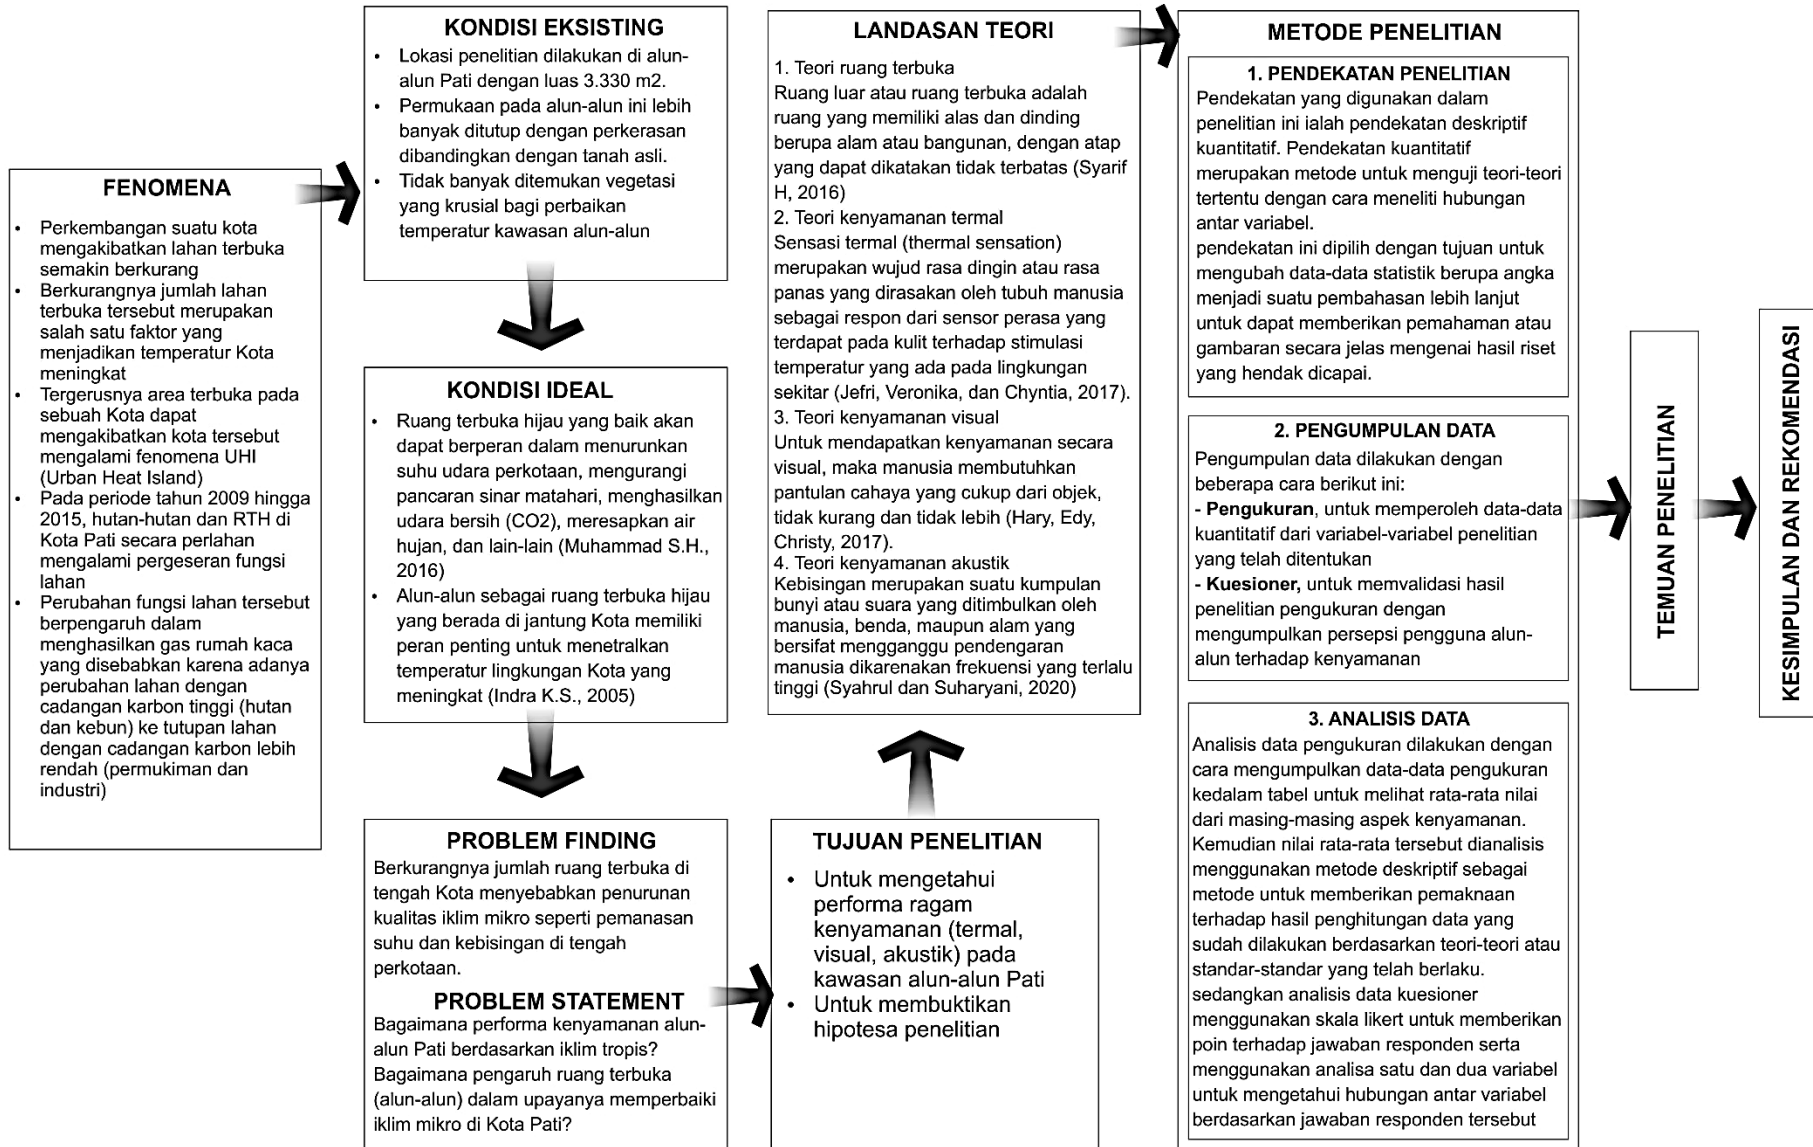 FENOMENA
• Perkembangan suatu kota
mengakibatkan lahan terbuka
semakin berkurang
• Berkurangnya jumlah lahan
terbuka tersebut merupakan
salah satu faktor yang
menjadikan temperatur Kota
meningkat
• Tergerusnya area terbuka pada
sebuah Kota dapat
mengakibatkan kota tersebut
mengalami fenomena UHI
(Urban Heat Island)
• Pada periode tahun 2009 hingga
2015, hutan-hutan dan RTH di
Kota Pati secara perlahan
mengalami pergeseran fungsi
lahan
• Perubahan fungsi lahan tersebut
berpengaruh dalam
menghasilkan gas rumah kaca
yang disebabkan karena adanya
perubahan lahan dengan
cadangan karbon tinggi (hutan
dan kebun) ke tutupan lahan
dengan cadangan karbon lebih
rendah (permukiman dan
industri)
KONDISI EKSISTING
• Lokasi penelitian dilakukan di alun-
alun Pati dengan luas 3.330 m2.
• Permukaan pada alun-alun ini lebih
banyak ditutup dengan perkerasan
dibandingkan dengan tanah asli.
• Tidak banyak ditemukan vegetasi
yang krusial bagi perbaikan
temperatur kawasan alun-alun
KONDISI IDEAL
• Ruang terbuka hijau yang baik akan
dapat berperan dalam menurunkan
suhu udara perkotaan, mengurangi
pancaran sinar matahari, menghasilkan
udara bersih (CO2), meresapkan air
hujan, dan lain-lain (Muhammad S.H.,
2016)
• Alun-alun sebagai ruang terbuka hijau
yang berada di jantung Kota memiliki
peran penting untuk menetralkan
temperatur lingkungan Kota yang
meningkat (Indra K.S., 2005)
PROBLEM FINDING
Berkurangnya jumlah ruang terbuka di
tengah Kota menyebabkan penurunan
kualitas iklim mikro seperti pemanasan
suhu dan kebisingan di tengah
perkotaan.
PROBLEM STATEMENT
Bagaimana performa kenyamanan alun-
alun Pati berdasarkan iklim tropis?
Bagaimana pengaruh ruang terbuka
(alun-alun) dalam upayanya memperbaiki
iklim mikro di Kota Pati?
TUJUAN PENELITIAN
• Untuk mengetahui
performa ragam
kenyamanan (termal,
visual, akustik) pada
kawasan alun-alun Pati
• Untuk membuktikan
hipotesa penelitian
LANDASAN TEORI
1. Teori ruang terbuka
Ruang luar atau ruang terbuka adalah
ruang yang memiliki alas dan dinding
berupa alam atau bangunan, dengan atap
yang dapat dikatakan tidak terbatas (Syarif
H, 2016)
2. Teori kenyamanan termal
Sensasi termal (thermal sensation)
merupakan wujud rasa dingin atau rasa
panas yang dirasakan oleh tubuh manusia
sebagai respon dari sensor perasa yang
terdapat pada kulit terhadap stimulasi
temperatur yang ada pada lingkungan
sekitar (Jefri, Veronika, dan Chyntia, 2017).
3. Teori kenyamanan visual
Untuk mendapatkan kenyamanan secara
visual, maka manusia membutuhkan
pantulan cahaya yang cukup dari objek,
tidak kurang dan tidak lebih (Hary, Edy,
Christy, 2017).
4. Teori kenyamanan akustik
Kebisingan merupakan suatu kumpulan
bunyi atau suara yang ditimbulkan oleh
manusia, benda, maupun alam yang
bersifat mengganggu pendengaran
manusia dikarenakan frekuensi yang terlalu
tinggi (Syahrul dan Suharyani, 2020)
METODE PENELITIAN
1. PENDEKATAN PENELITIAN
Pendekatan yang digunakan dalam
penelitian ini ialah pendekatan deskriptif
kuantitatif. Pendekatan kuantitatif
merupakan metode untuk menguji teori-teori
tertentu dengan cara meneliti hubungan
antar variabel.
pendekatan ini dipilih dengan tujuan untuk
mengubah data-data statistik berupa angka
menjadi suatu pembahasan lebih lanjut
untuk dapat memberikan pemahaman atau
gambaran secara jelas mengenai hasil riset
yang hendak dicapai.
2. PENGUMPULAN DATA
Pengumpulan data dilakukan dengan
beberapa cara berikut ini:
- Pengukuran, untuk memperoleh data-data
kuantitatif dari variabel-variabel penelitian
yang telah ditentukan
- Kuesioner, untuk memvalidasi hasil
penelitian pengukuran dengan
mengumpulkan persepsi pengguna alun-
alun terhadap kenyamanan
3. ANALISIS DATA
Analisis data pengukuran dilakukan dengan
cara mengumpulkan data-data pengukuran
kedalam tabel untuk melihat rata-rata nilai
dari masing-masing aspek kenyamanan.
Kemudian nilai rata-rata tersebut dianalisis
menggunakan metode deskriptif sebagai
metode untuk memberikan pemaknaan
terhadap hasil penghitungan data yang
sudah dilakukan berdasarkan teori-teori atau
standar-standar yang telah berlaku.
sedangkan analisis data kuesioner
menggunakan skala likert untuk memberikan
poin terhadap jawaban responden serta
menggunakan analisa satu dan dua variabel
untuk mengetahui hubungan antar variabel
berdasarkan jawaban responden tersebut
TEMUAN PENELITIAN
KESIMPULAN DAN REKOMENDASI